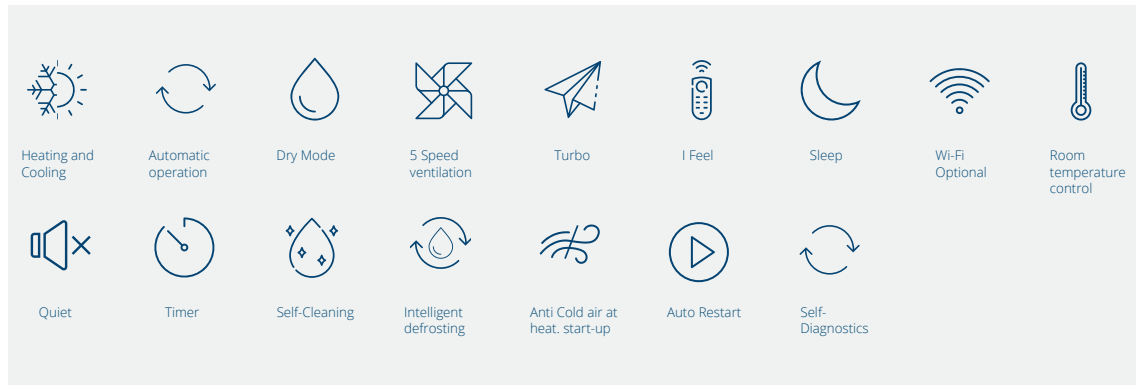 Heating and
Cooling
Automatic
operation
Dry Mode
5 Speed
ventilation
Turbo
I Feel
Sleep
Wi-Fi
Optional
Room
temperature
control
Quiet
Timer
Self-Cleaning
Intelligent
defrosting
Anti Cold air at
heat. start-up
Auto Restart
Self-
Diagnostics